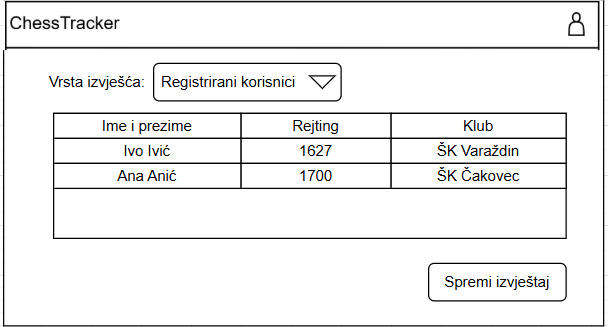 ChessTracker
Vrsta izvješća: Registrirani korisnici
Ime i prezime Rejting Klub
Ivo Ivić 1627 ŠK Varaždin
Ana Anić 1700 ŠK Čakovec
Spremi izvještaj